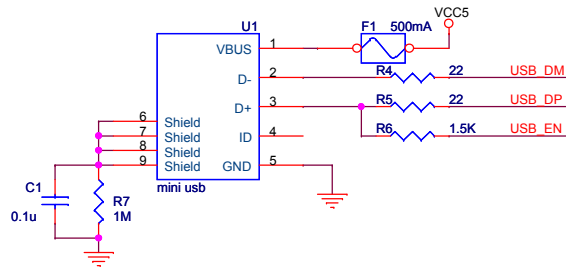 VCC5
U1
F1 500mA
VBUS 1
D- 2 R4 22 USB_DM
D+ 3 R5 22 USB_DP
R6 1.5K USB_EN
6 Shield
7 Shield ID 4
8 Shield
9 Shield GND 5
mini usb
C1
0.1u
R7
1M